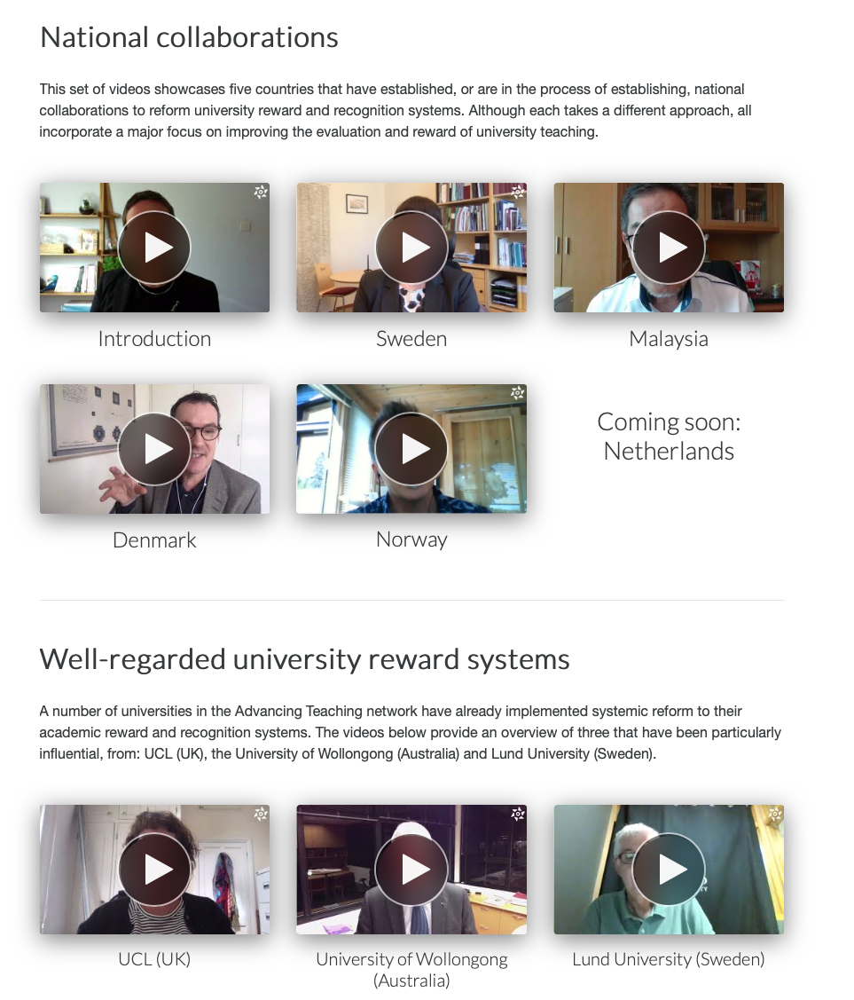 National collaborations
This set of videos showcases five countries that have established, or are in the process of establishing, national
collaborations to reform university reward and recognition systems. Although each takes a different approach, all
incorporate a major focus on improving the evaluation and reward of university teaching.
Introduction
Sweden
Malaysia
Denmark
Norway
Coming soon:
Netherlands
Well-regarded university reward systems
A number of universities in the Advancing Teaching network have already implemented systemic reform to their
academic reward and recognition systems. The videos below provide an overview of three that have been particularly
influential, from: UCL (UK), the University of Wollongong (Australia) and Lund University (Sweden).
UCL (UK)
University of Wollongong
(Australia)
Lund University (Sweden)